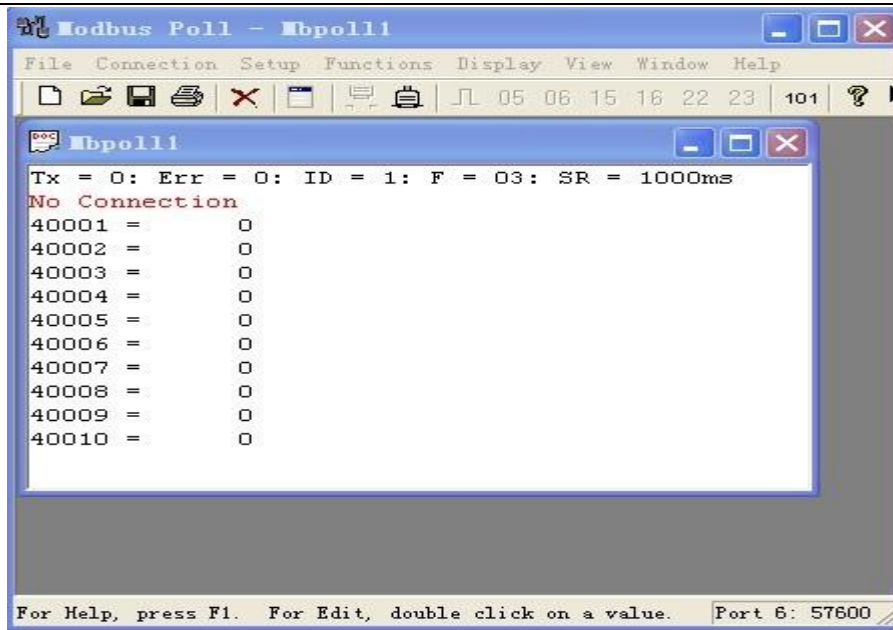 Modbus Poll - Mbpoll1
File Connection Setup Functions Display View Window Help
05 06 15 16 22 23 101
Mbpoll1
Tx = 0: Err = 0: ID = 1: F = 03: SR = 1000ms
No Connection
40001 = 0
40002 = 0
40003 = 0
40004 = 0
40005 = 0
40006 = 0
40007 = 0
40008 = 0
40009 = 0
40010 = 0
For Help, press F1. For Edit, double click on a value. Port 6: 57600